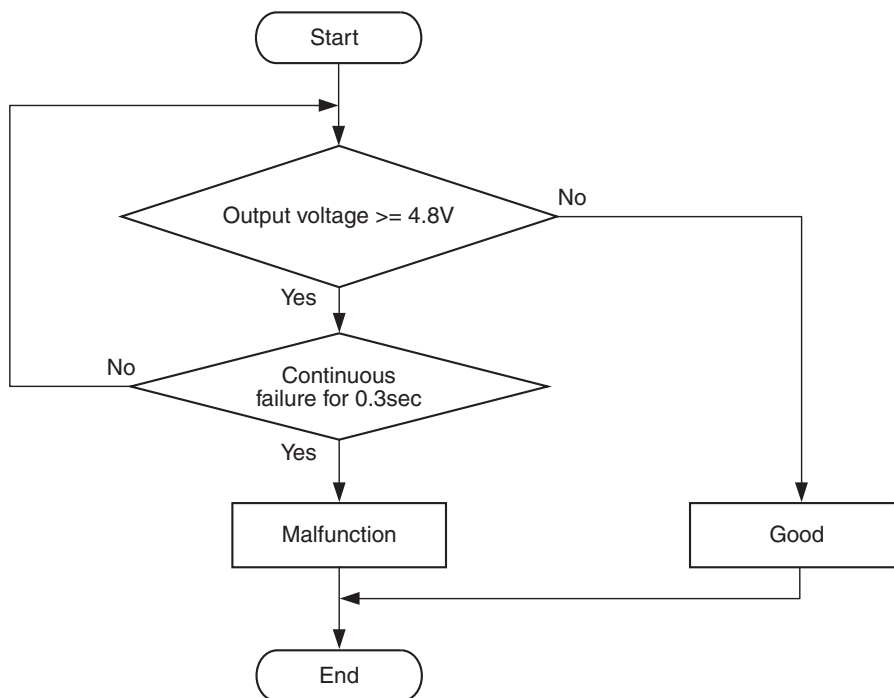 Start
Output voltage >= 4.8V
No
Yes
No
Continuous
failure for 0.3sec
Yes
Malfunction
Good
End